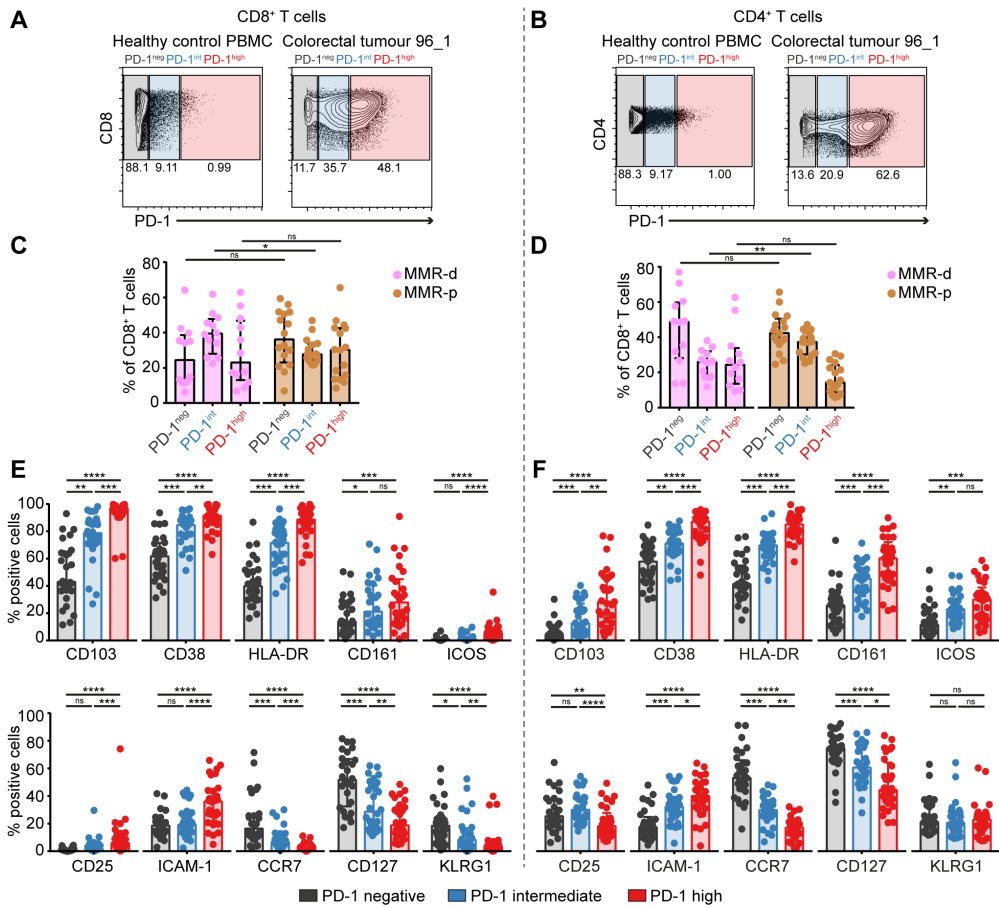 A
CD8⁺ T cells
Healthy control PBMC
Colorectal tumour 96_1
PD-1ⁿᵉᵍ PD-1ⁱⁿᵗ PD-1ʰⁱᵍʰ
PD-1ⁿᵉᵍ PD-1ⁱⁿᵗ PD-1ʰⁱᵍʰ
CD8
88.1 9.11 0.99
11.7 35.7 48.1
PD-1
B
CD4⁺ T cells
Healthy control PBMC
Colorectal tumour 96_1
PD-1ⁿᵉᵍ PD-1ⁱⁿᵗ PD-1ʰⁱᵍʰ
PD-1ⁿᵉᵍ PD-1ⁱⁿᵗ PD-1ʰⁱᵍʰ
CD4
88.3 9.17 1.00
13.6 20.9 62.6
PD-1
C
ns
*
ns
% of CD8⁺ T cells
80
60
40
20
0
MMR-d
MMR-p
PD-1ⁿᵉᵍ PD-1ⁱⁿᵗ PD-1ʰⁱᵍʰ PD-1ⁿᵉᵍ PD-1ⁱⁿᵗ PD-1ʰⁱᵍʰ
D
ns
**
ns
% of CD4⁺ T cells
80
60
40
20
0
MMR-d
MMR-p
PD-1ⁿᵉᵍ PD-1ⁱⁿᵗ PD-1ʰⁱᵍʰ PD-1ⁿᵉᵍ PD-1ⁱⁿᵗ PD-1ʰⁱᵍʰ
E
**** **** **** *** ****
** *** *** ** *** *** * ns ns ****
% positive cells
100
80
60
40
20
0
CD103 CD38 HLA-DR CD161 ICOS
**** **** **** **** ****
ns *** ns **** *** *** *** ** * **
% positive cells
100
80
60
40
20
0
CD25 ICAM-1 CCR7 CD127 KLRG1
F
**** **** **** **** ***
*** ** ** *** *** *** *** *** ** ns
CD103 CD38 HLA-DR CD161 ICOS
** **** **** **** ns
ns **** *** * *** ** *** * ns ns
CD25 ICAM-1 CCR7 CD127 KLRG1
PD-1 negative PD-1 intermediate PD-1 high